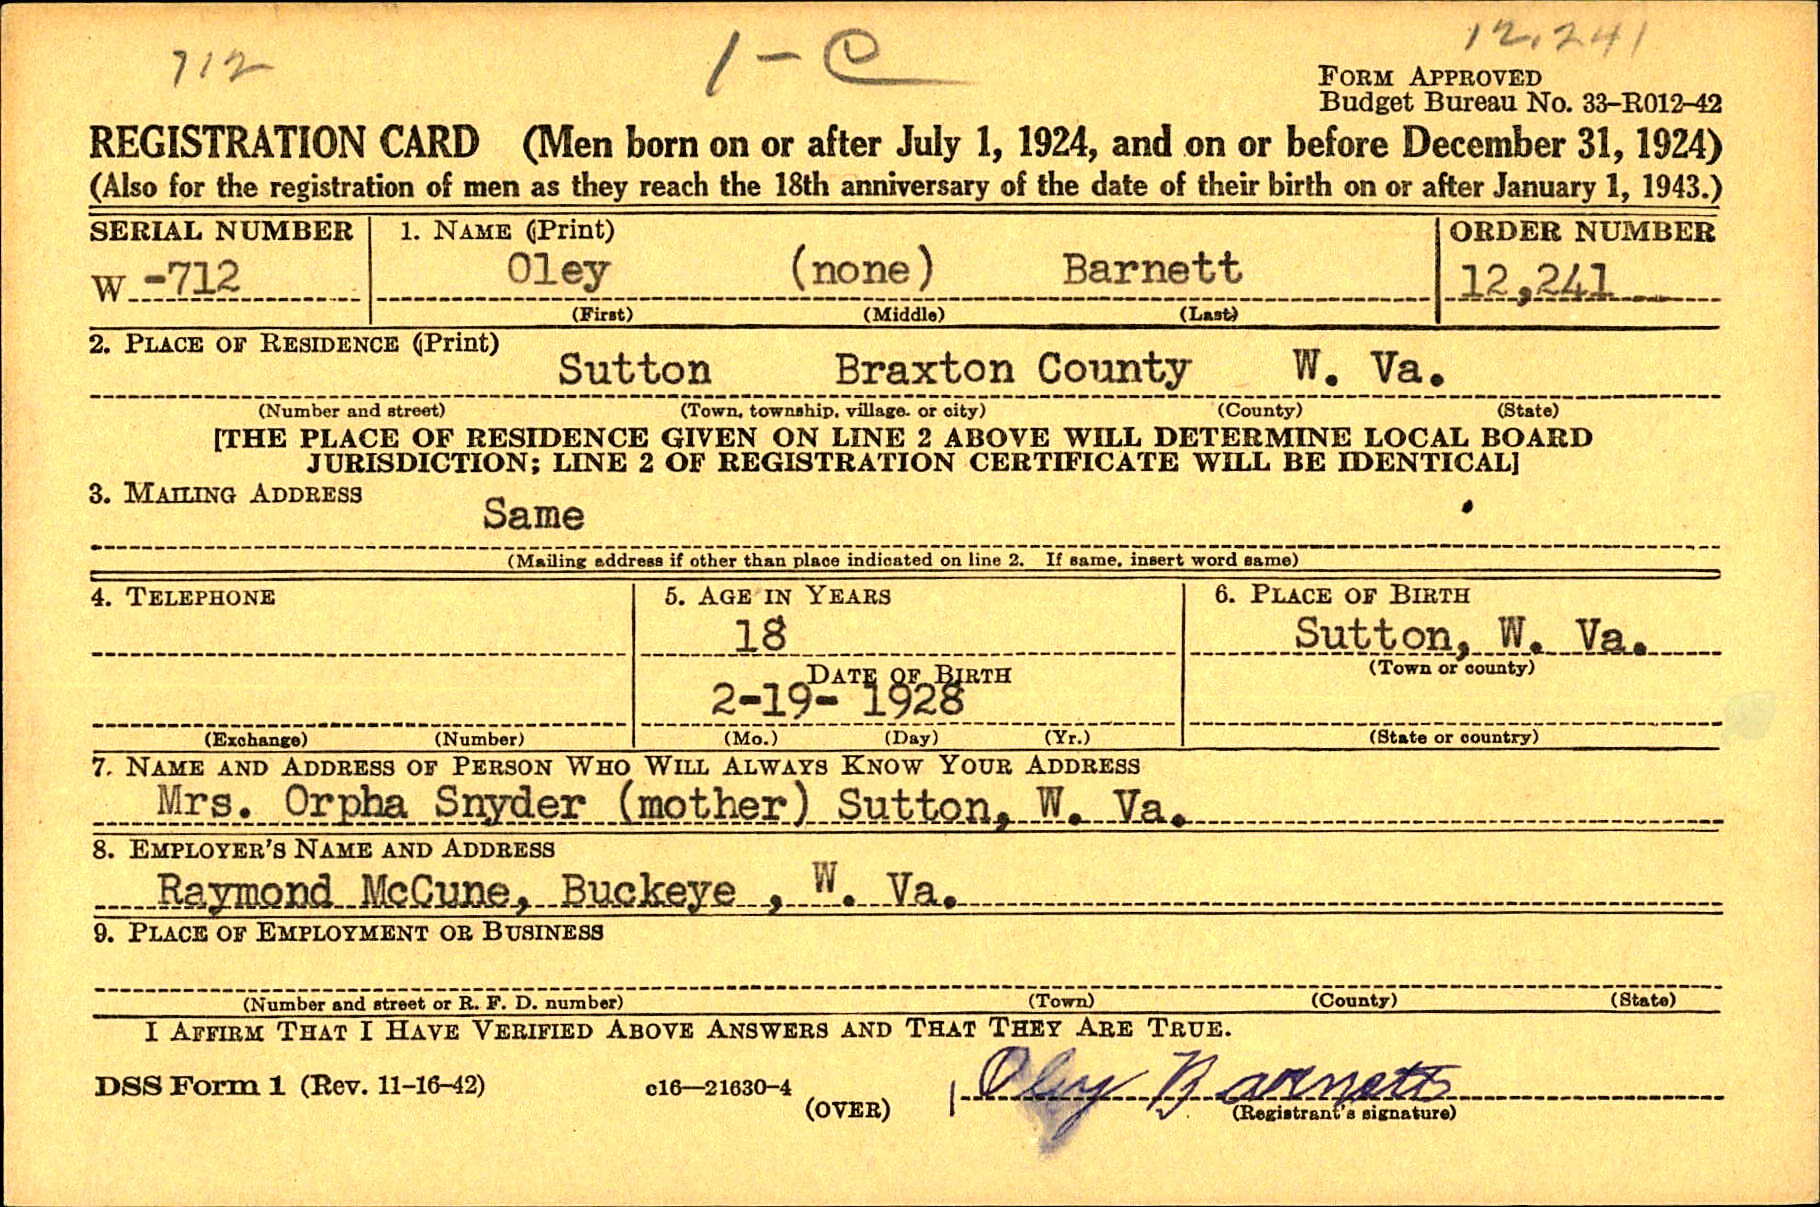 712 1-C 12,241
FORM APPROVED
Budget Bureau No. 33-R012-42
REGISTRATION CARD (Men born on or after July 1, 1924, and on or before December 31, 1924)
(Also for the registration of men as they reach the 18th anniversary of the date of their birth on or after January 1, 1943.)
SERIAL NUMBER 1. NAME (Print) ORDER NUMBER
W -712 Oley (none) Barnett 12,241
(First) (Middle) (Last)
2. PLACE OF RESIDENCE (Print)
Sutton Braxton County W. Va.
(Number and street) (Town, township, village, or city) (County) (State)
[THE PLACE OF RESIDENCE GIVEN ON LINE 2 ABOVE WILL DETERMINE LOCAL BOARD
JURISDICTION; LINE 2 OF REGISTRATION CERTIFICATE WILL BE IDENTICAL]
3. MAILING ADDRESS
Same
(Mailing address if other than place indicated on line 2. If same, insert word same)
4. TELEPHONE 5. AGE IN YEARS 6. PLACE OF BIRTH
18 Sutton, W. Va.
DATE OF BIRTH (Town or county)
2-19- 1928
(Exchange) (Number) (Mo.) (Day) (Yr.) (State or country)
7. NAME AND ADDRESS OF PERSON WHO WILL ALWAYS KNOW YOUR ADDRESS
Mrs. Orpha Snyder (mother) Sutton, W. Va.
8. EMPLOYER'S NAME AND ADDRESS
Raymond McCune, Buckeye , W. Va.
9. PLACE OF EMPLOYMENT OR BUSINESS
(Number and street or R. F. D. number) (Town) (County) (State)
I AFFIRM THAT I HAVE VERIFIED ABOVE ANSWERS AND THAT THEY ARE TRUE.
DSS Form 1 (Rev. 11-16-42) c16—21630-4 Oley Barnett
(OVER) (Registrant's signature)